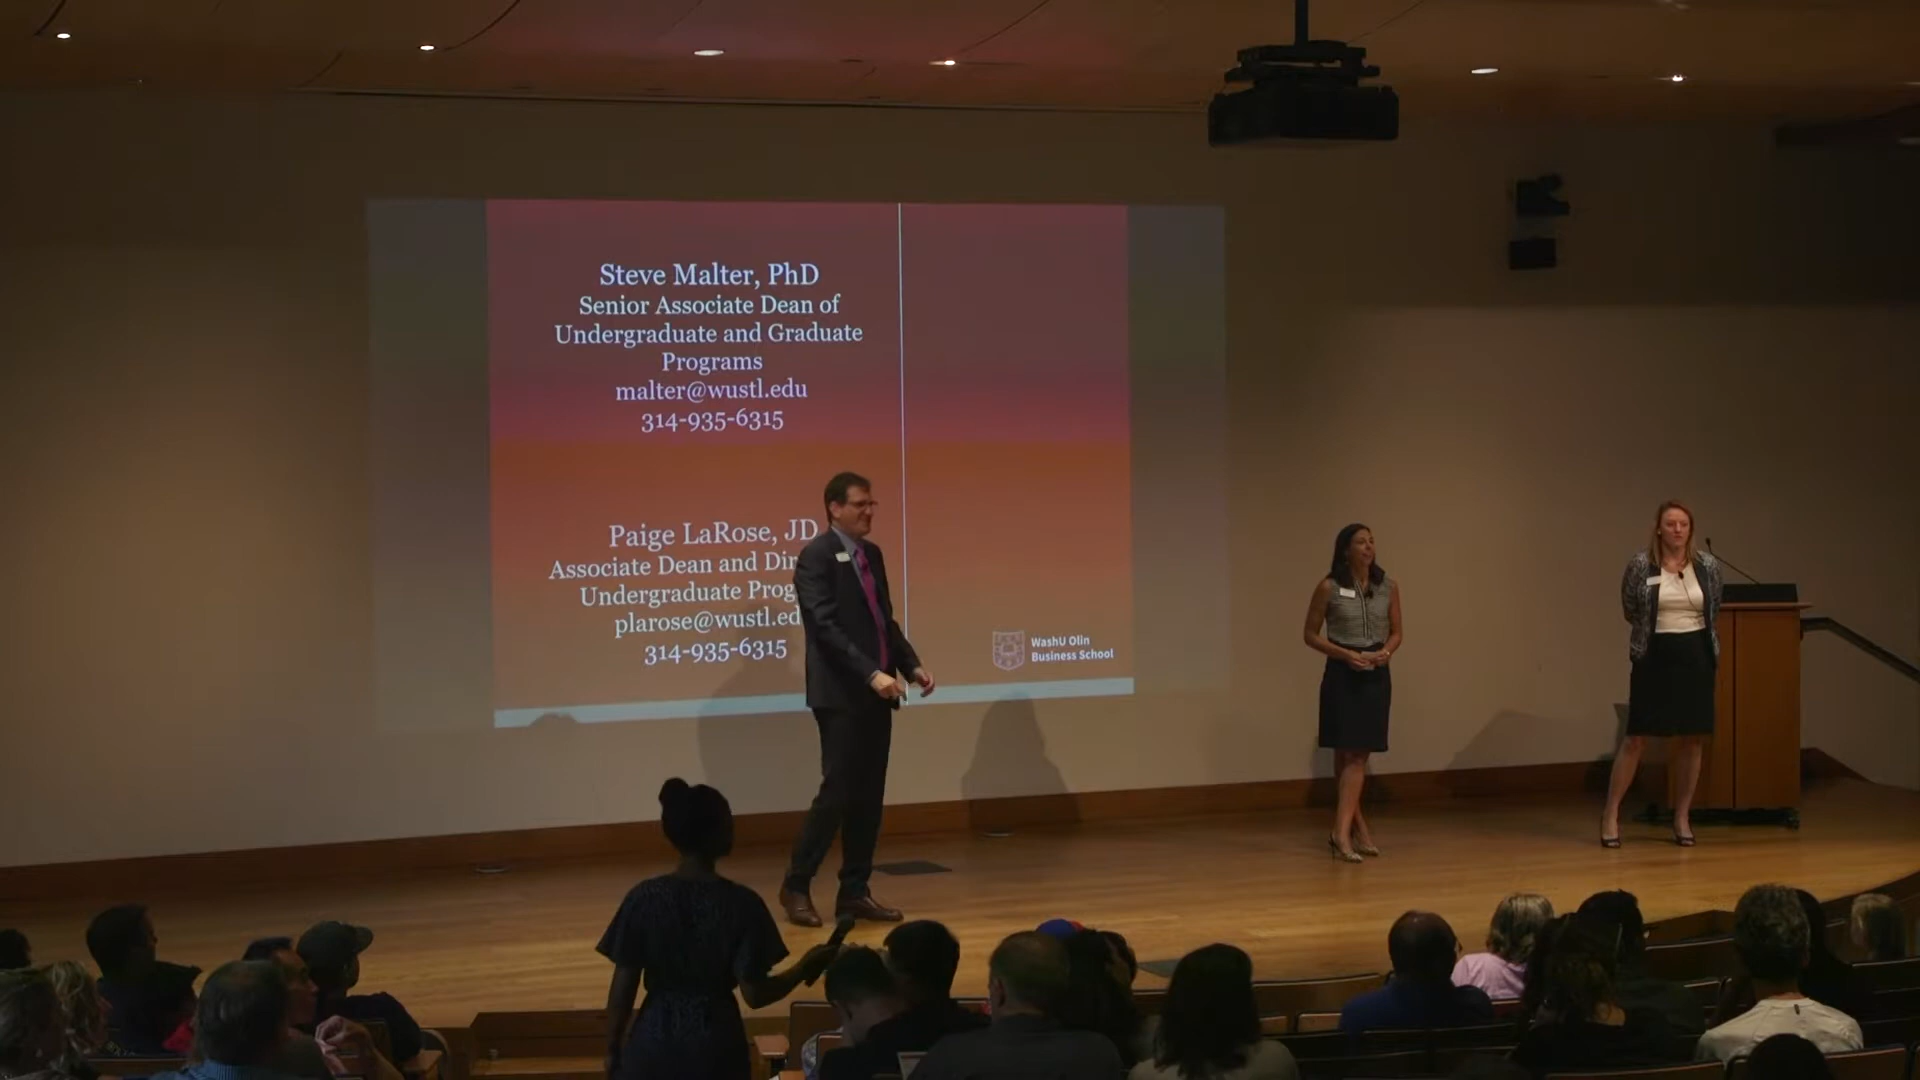 Steve Malter, PhD
Senior Associate Dean of
Undergraduate and Graduate
Programs
malter@wustl.edu
314-935-6315
Paige LaRose, JD
Associate Dean and Dir
Undergraduate Prog
plarose@wustl.ed
314-935-6315
WashU Olin
Business School